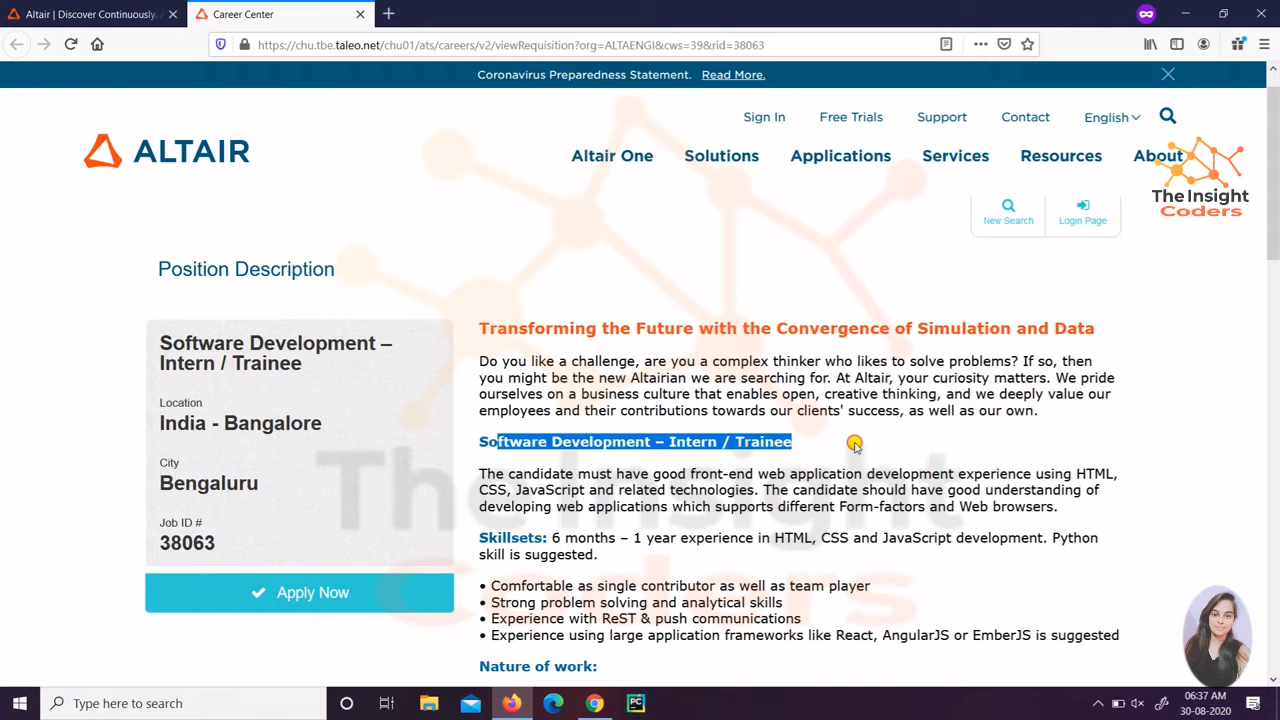 Altair | Discover Continuously. A
Career Center
https://chu.tbe.taleo.net/chu01/ats/careers/v2/viewRequisition?org=ALTAENGI&cws=39&rid=38063
Coronavirus Preparedness Statement. Read More.
Sign In Free Trials Support Contact English
ALTAIR
Altair One Solutions Applications Services Resources About
The Insight
Coders
New Search Login Page
Position Description
Software Development –
Intern / Trainee
Location
India - Bangalore
City
Bengaluru
Job ID #
38063
Apply Now
Transforming the Future with the Convergence of Simulation and Data
Do you like a challenge, are you a complex thinker who likes to solve problems? If so, then
you might be the new Altairian we are searching for. At Altair, your curiosity matters. We pride
ourselves on a business culture that enables open, creative thinking, and we deeply value our
employees and their contributions towards our clients' success, as well as our own.
Software Development – Intern / Trainee
The candidate must have good front-end web application development experience using HTML,
CSS, JavaScript and related technologies. The candidate should have good understanding of
developing web applications which supports different Form-factors and Web browsers.
Skillsets: 6 months – 1 year experience in HTML, CSS and JavaScript development. Python
skill is suggested.
• Comfortable as single contributor as well as team player
• Strong problem solving and analytical skills
• Experience with ReST & push communications
• Experience using large application frameworks like React, AngularJS or EmberJS is suggested
Nature of work:
The Insight
Coders
Type here to search
PC
06:37 AM
30-08-2020